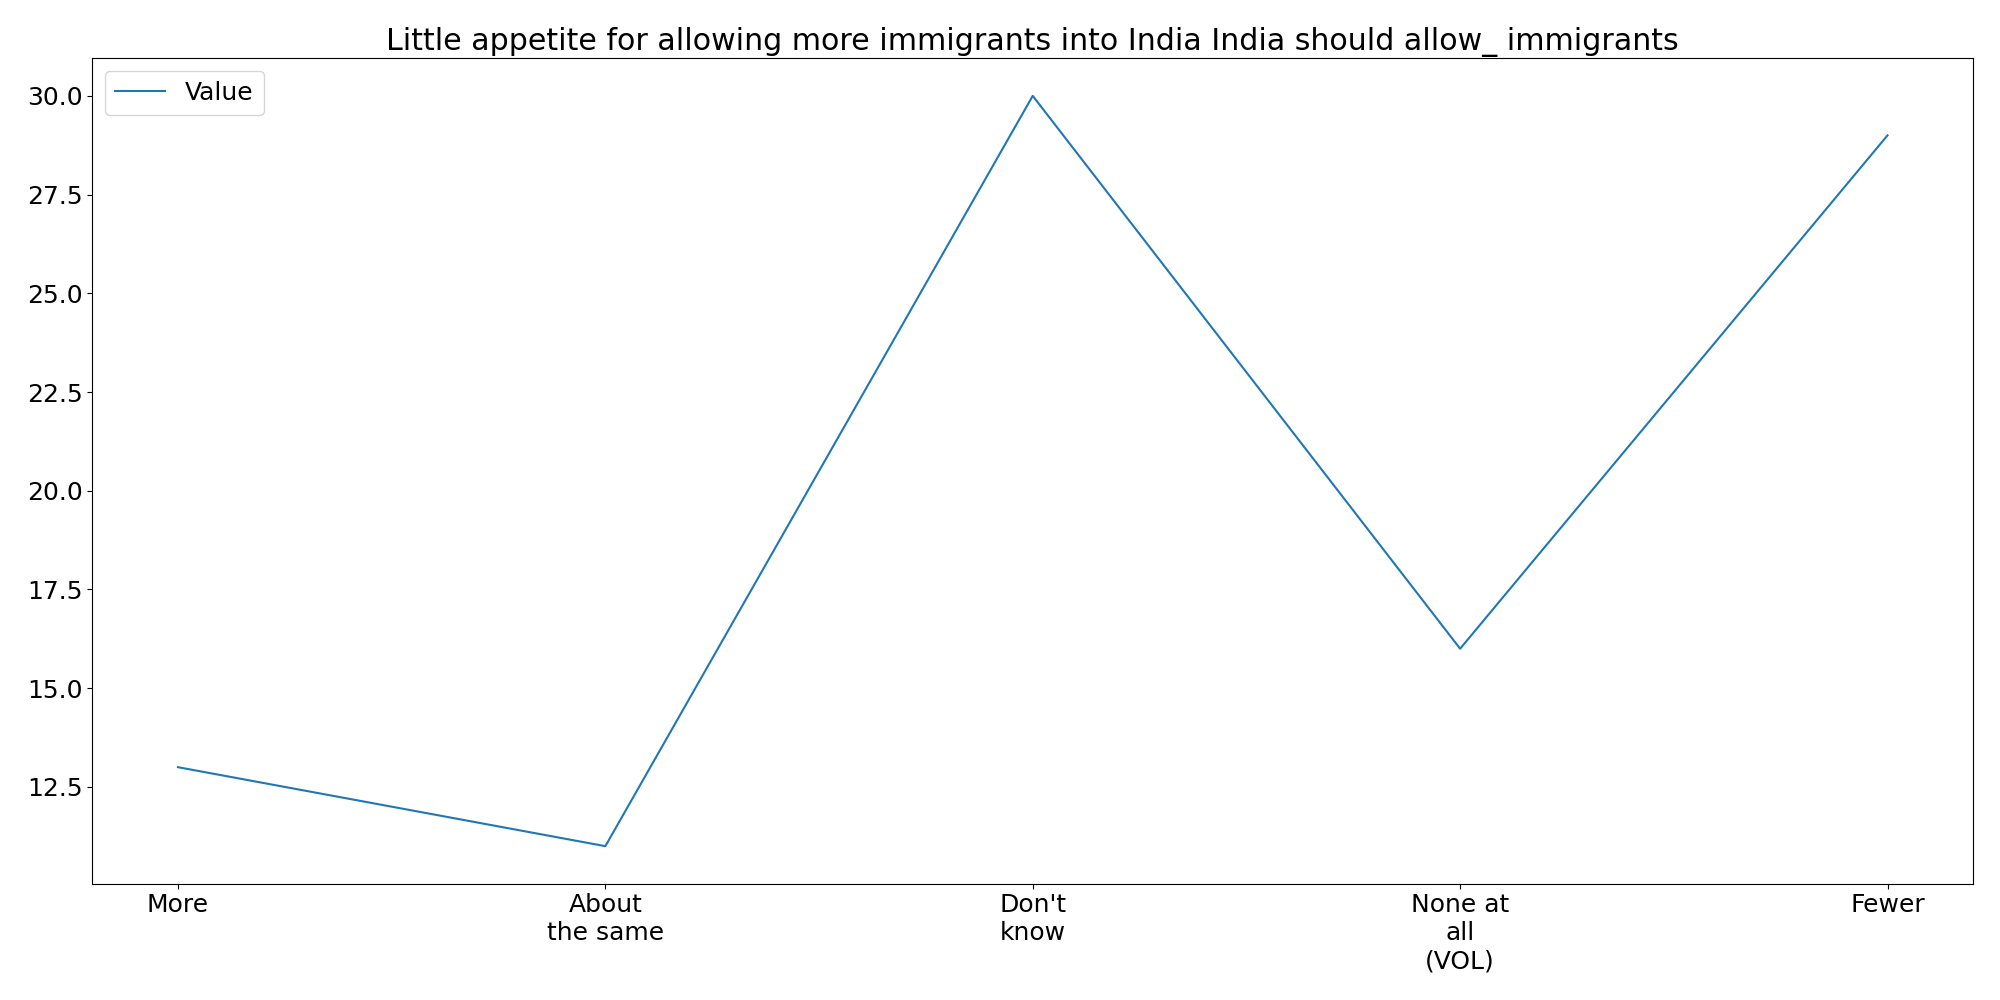 Little appetite for allowing more immigrants into India India should allow_ immigrants
Value
30.0
27.5
25.0
22.5
20.0
17.5
15.0
12.5
More
About
the same
Don't
know
None at
all
(VOL)
Fewer